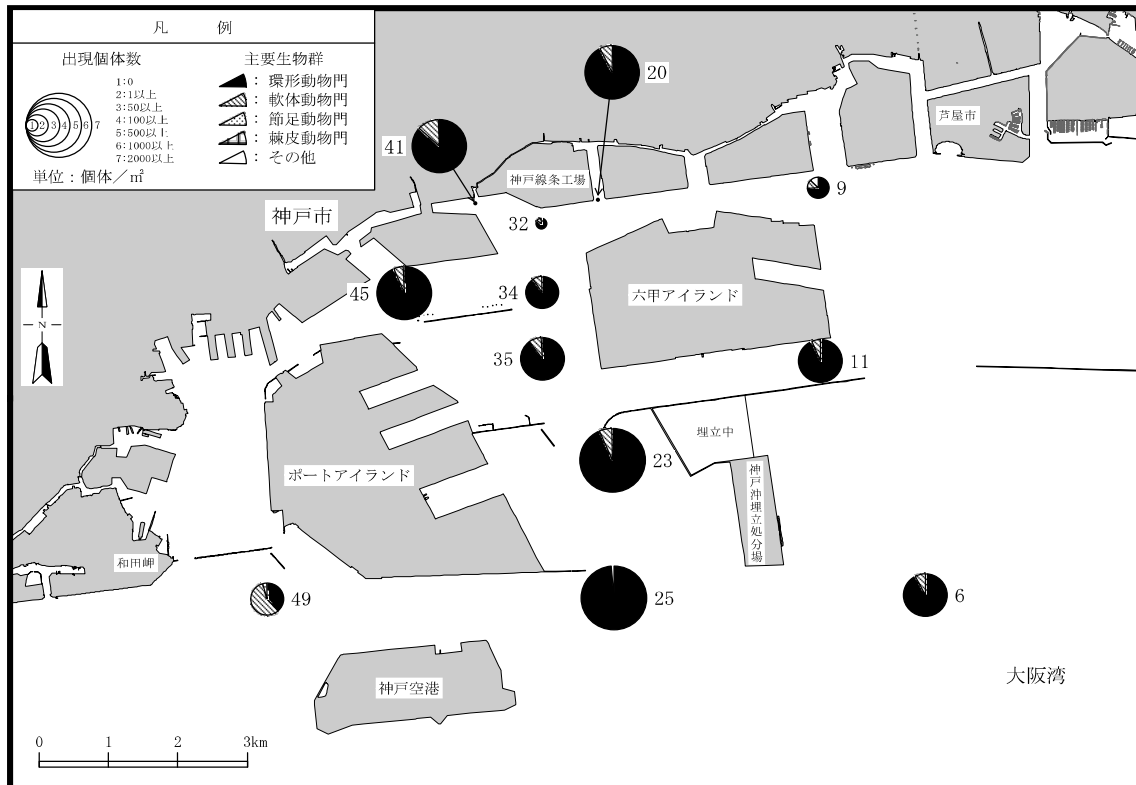 凡 例
出現個体数
1:0
2:1以上
3:50以上
4:100以上
5:500以上
6:1000以上
7:2000以上
1 2 3 4 5 6 7
単位：個体／㎡
主要生物群
：環形動物門
：軟体動物門
：節足動物門
：棘皮動物門
：その他
20
41
芦屋市
神戸線条工場
9
神戸市
32
45
34
六甲アイランド
N
35
11
埋立中
23
ポートアイランド
神戸沖埋立処分場
和田岬
49
25
6
大阪湾
神戸空港
0 1 2 3km